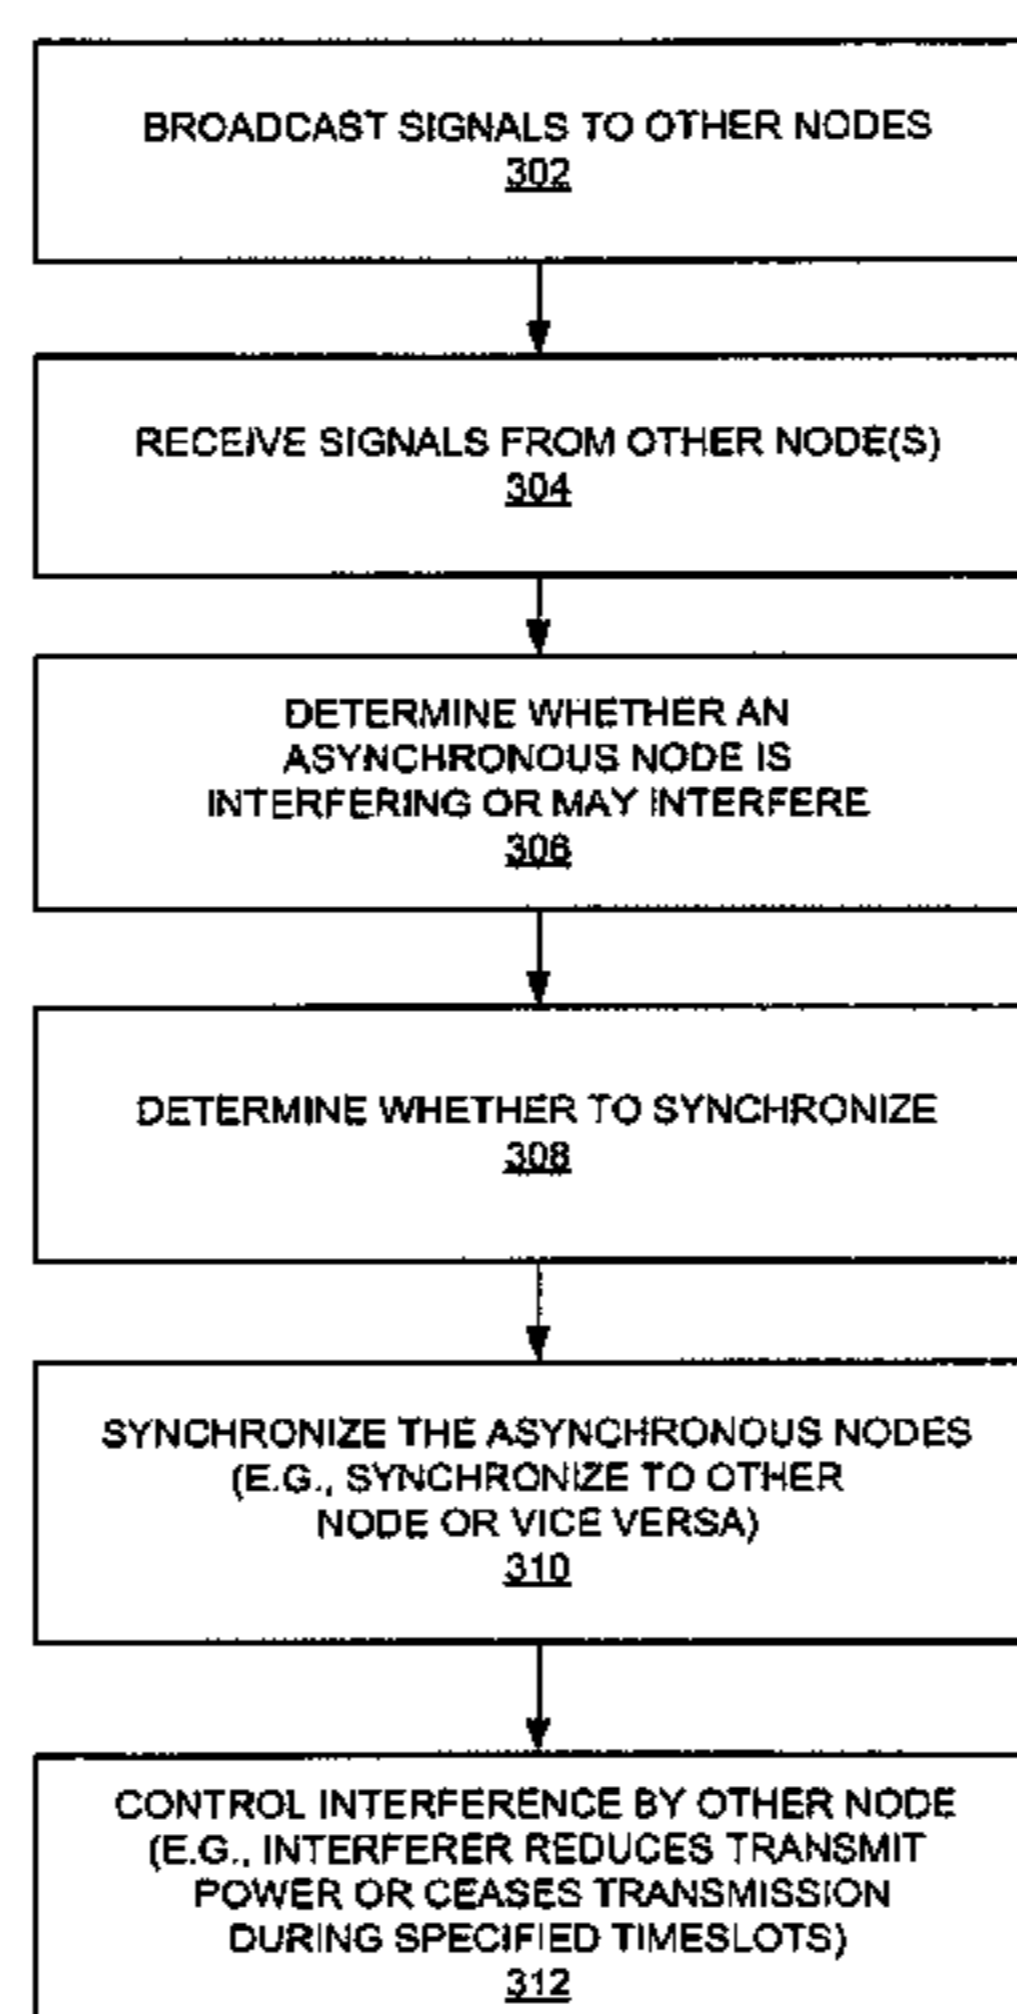 BROADCAST SIGNALS TO OTHER NODES
302
RECEIVE SIGNALS FROM OTHER NODE(S)
304
DETERMINE WHETHER AN
ASYNCHRONOUS NODE IS
INTERFERING OR MAY INTERFERE
306
DETERMINE WHETHER TO SYNCHRONIZE
308
SYNCHRONIZE THE ASYNCHRONOUS NODES
(E.G., SYNCHRONIZE TO OTHER
NODE OR VICE VERSA)
310
CONTROL INTERFERENCE BY OTHER NODE
(E.G., INTERFERER REDUCES TRANSMIT
POWER OR CEASES TRANSMISSION
DURING SPECIFIED TIMESLOTS)
312